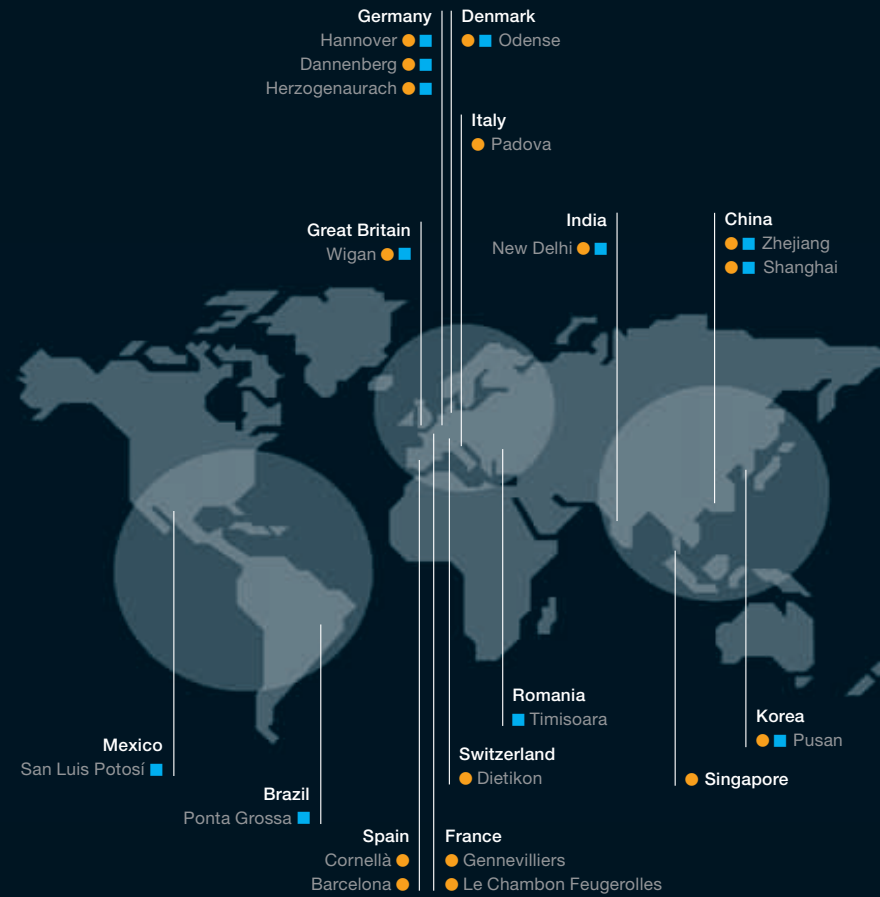 Germany
Hannover
Dannenberg
Herzogenaurach
Denmark
Odense
Italy
Padova
Great Britain
Wigan
India
New Delhi
China
Zhejiang
Shanghai
Romania
Timisoara
Korea
Pusan
Mexico
San Luis Potosí
Switzerland
Dietikon
Singapore
Brazil
Ponta Grossa
Spain
Cornellà
Barcelona
France
Gennevilliers
Le Chambon Feugerolles